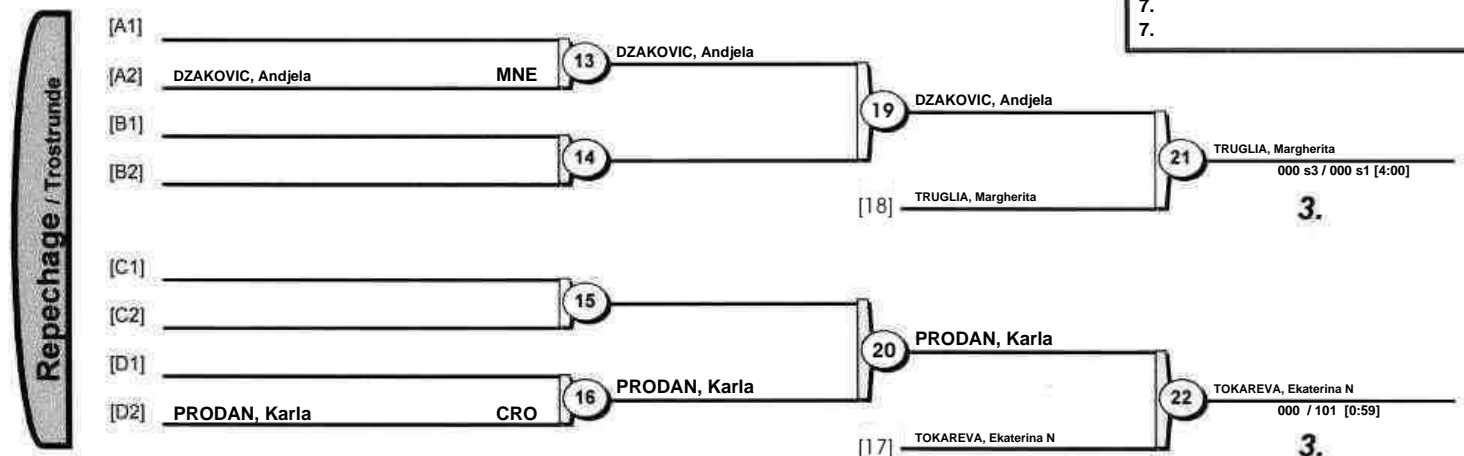 7.
7.
Repechage / Trostrunde
[A1]
13 DZAKOVIC, Andjela
[A2] DZAKOVIC, Andjela MNE
19 DZAKOVIC, Andjela
[B1]
14
[B2]
21 TRUGLIA, Margherita
000 s3 / 000 s1 [4:00]
[18] TRUGLIA, Margherita
3.
[C1]
15
[C2]
20 PRODAN, Karla
[D1]
16 PRODAN, Karla
[D2] PRODAN, Karla CRO
22 TOKAREVA, Ekaterina N
000 / 101 [0:59]
[17] TOKAREVA, Ekaterina N
3.